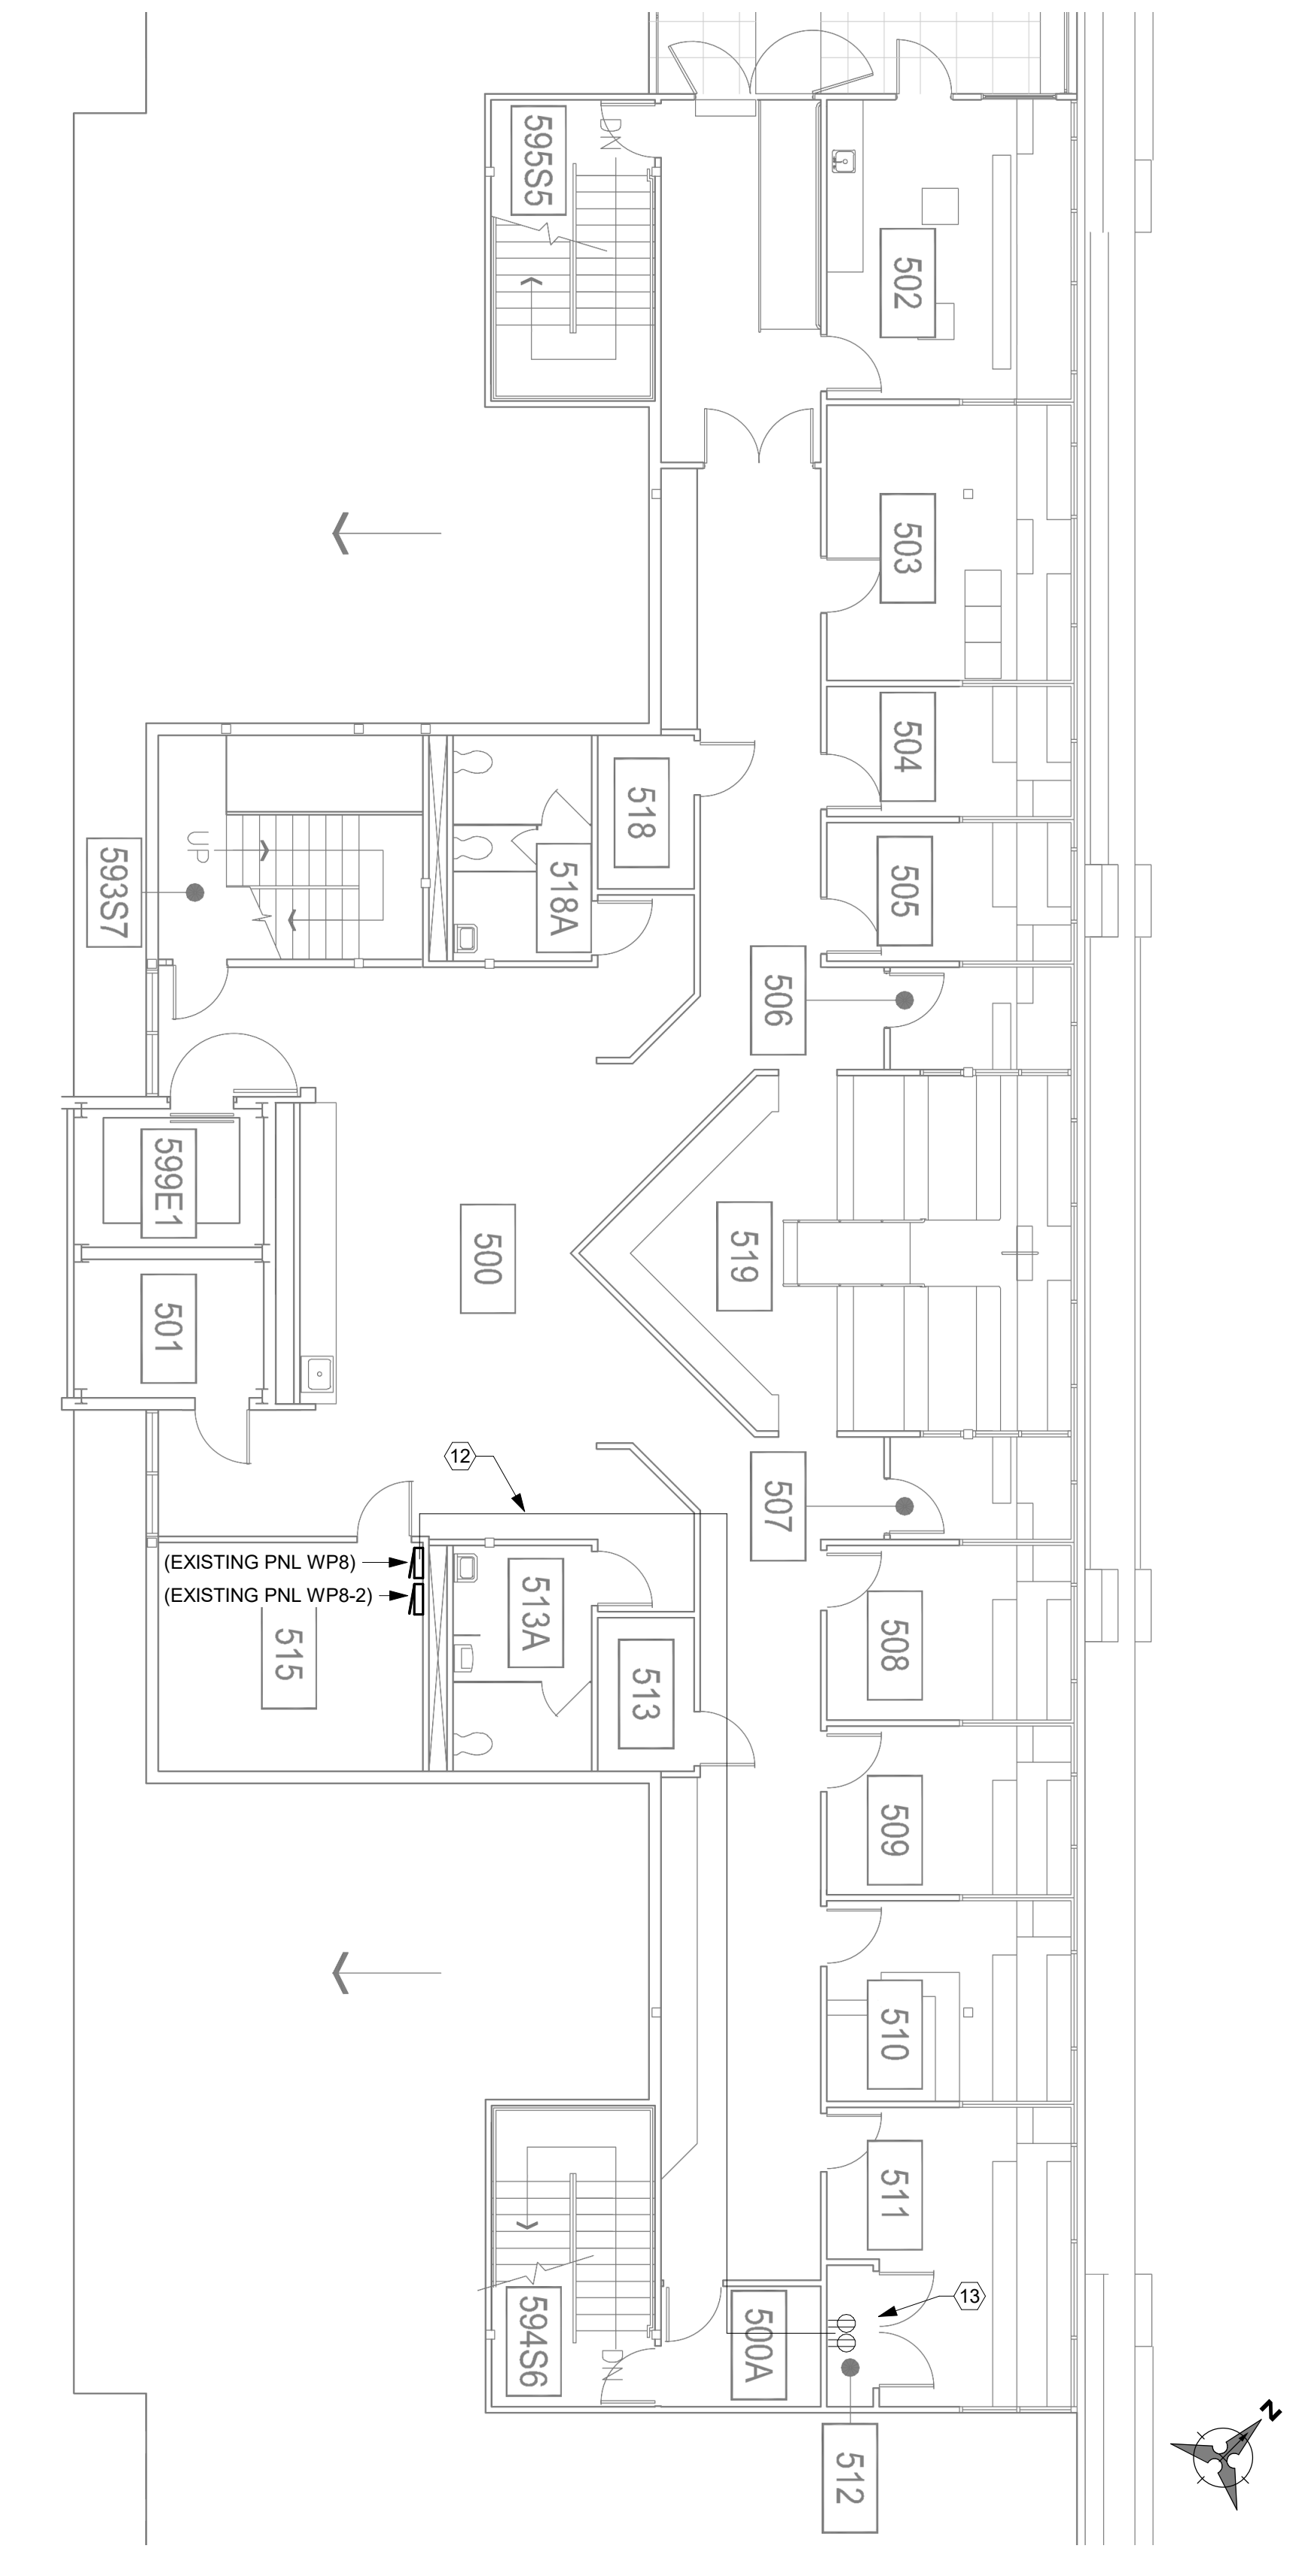 DN
595S5
502
503
504
518
UP
593S7
518A
505
506
599E1
500
519
501
12
507
(EXISTING PNL WP8)
(EXISTING PNL WP8-2)
513A
508
515
513
509
510
511
13
594S6
DN
500A
512
N